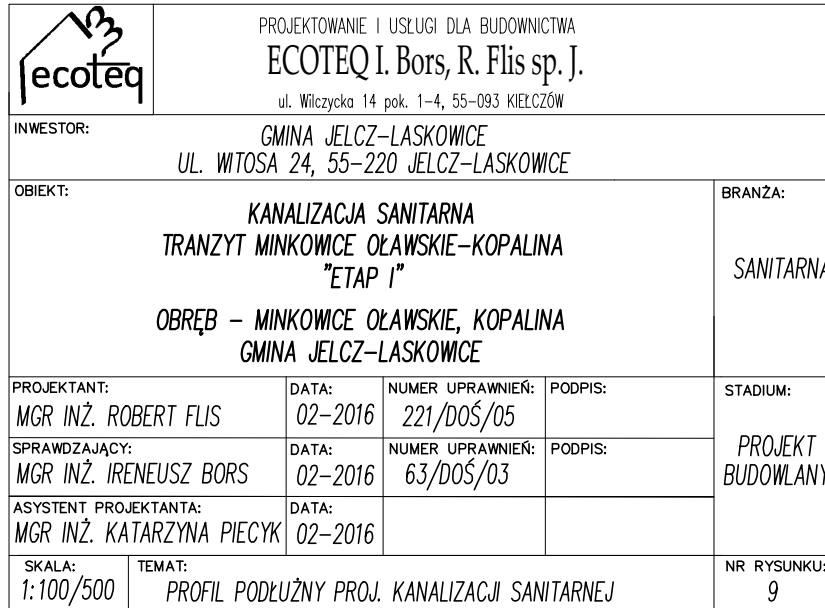 ecoteq
PROJEKTOWANIE I USŁUGI DLA BUDOWNICTWA
ECOTEQ I. Bors, R. Flis sp. J.
ul. Wilczycka 14 pok. 1-4, 55-093 KIEŁCZÓW
INWESTOR:
GMINA JELCZ-LASKOWICE
UL. WITOSA 24, 55-220 JELCZ-LASKOWICE
OBIEKT:
KANALIZACJA SANITARNA
TRANZYT MINKOWICE OŁAWSKIE-KOPALINA
"ETAP I"
OBRĘB - MINKOWICE OŁAWSKIE, KOPALINA
GMINA JELCZ-LASKOWICE
BRANŻA:
SANITARNA
PROJEKTANT:
MGR INŻ. ROBERT FLIS
DATA:
02-2016
NUMER UPRAWNIEŃ:
221/DOŚ/05
PODPIS:
STADIUM:
PROJEKT
BUDOWLANY
SPRAWDZAJĄCY:
MGR INŻ. IRENEUSZ BORS
DATA:
02-2016
NUMER UPRAWNIEŃ:
63/DOŚ/03
PODPIS:
ASYSTENT PROJEKTANTA:
MGR INŻ. KATARZYNA PIECYK
DATA:
02-2016
SKALA:
1:100/500
TEMAT:
PROFIL PODŁUŻNY PROJ. KANALIZACJI SANITARNEJ
NR RYSUNKU:
9